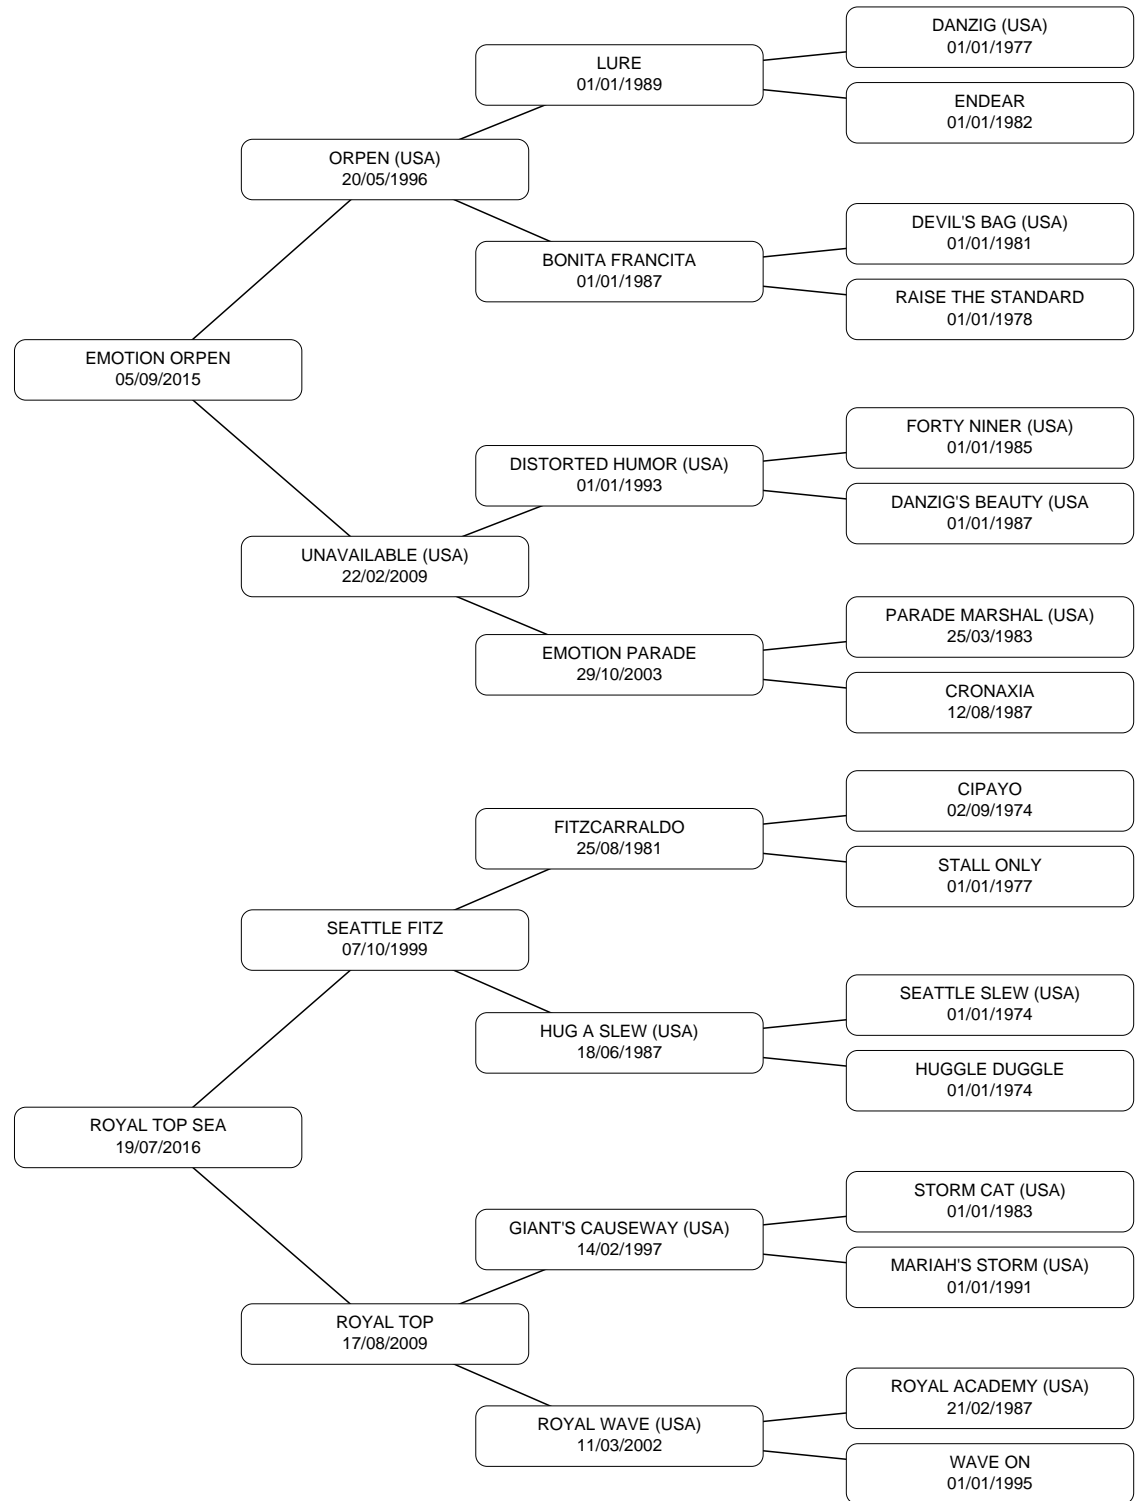 DANZIG (USA)
01/01/1977
LURE
01/01/1989
ENDEAR
01/01/1982
ORPEN (USA)
20/05/1996
DEVIL'S BAG (USA)
01/01/1981
BONITA FRANCITA
01/01/1987
RAISE THE STANDARD
01/01/1978
EMOTION ORPEN
05/09/2015
FORTY NINER (USA)
01/01/1985
DISTORTED HUMOR (USA)
01/01/1993
DANZIG'S BEAUTY (USA
01/01/1987
UNAVAILABLE (USA)
22/02/2009
PARADE MARSHAL (USA)
25/03/1983
EMOTION PARADE
29/10/2003
CRONAXIA
12/08/1987
CIPAYO
02/09/1974
FITZCARRALDO
25/08/1981
STALL ONLY
01/01/1977
SEATTLE FITZ
07/10/1999
SEATTLE SLEW (USA)
01/01/1974
HUG A SLEW (USA)
18/06/1987
HUGGLE DUGGLE
01/01/1974
ROYAL TOP SEA
19/07/2016
STORM CAT (USA)
01/01/1983
GIANT'S CAUSEWAY (USA)
14/02/1997
MARIAH'S STORM (USA)
01/01/1991
ROYAL TOP
17/08/2009
ROYAL ACADEMY (USA)
21/02/1987
ROYAL WAVE (USA)
11/03/2002
WAVE ON
01/01/1995